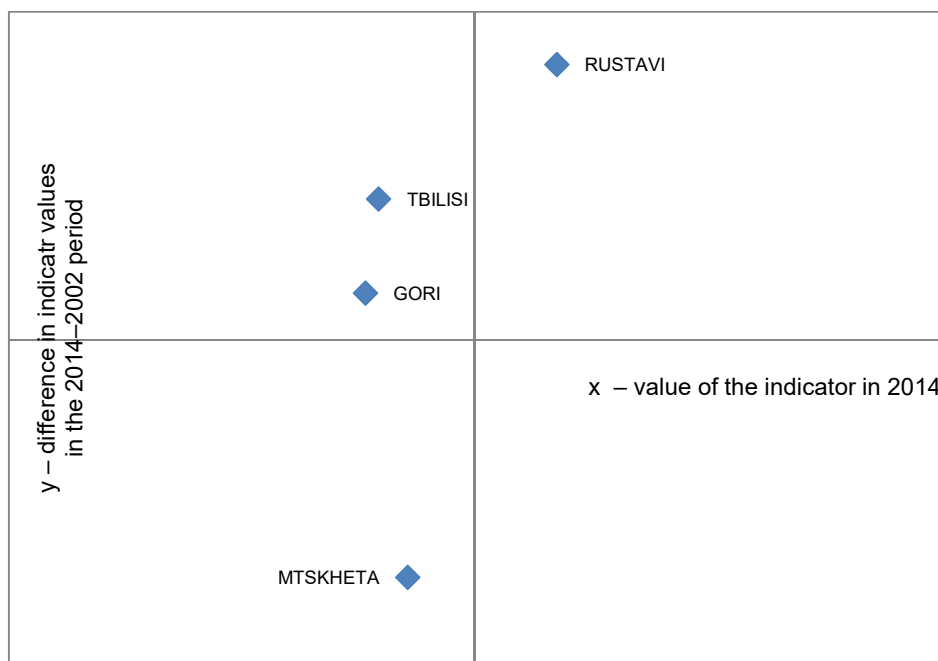 RUSTAVI
TBILISI
GORI
y – difference in indicatr values
in the 2014–2002 period
x – value of the indicator in 2014
MTSKHETA